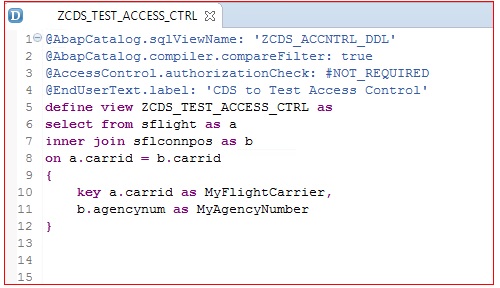 D ZCDS_TEST_ACCESS_CTRL
1 @AbapCatalog.sqlViewName: 'ZCDS_ACCNTRL_DDL'
2 @AbapCatalog.compiler.compareFilter: true
3 @AccessControl.authorizationCheck: #NOT_REQUIRED
4 @EndUserText.label: 'CDS to Test Access Control'
5 define view ZCDS_TEST_ACCESS_CTRL as
6 select from sflight as a
7 inner join sflconnpos as b
8 on a.carrid = b.carrid
9 {
10 key a.carrid as MyFlightCarrier,
11 b.agencynum as MyAgencyNumber
12 }
13
14
15